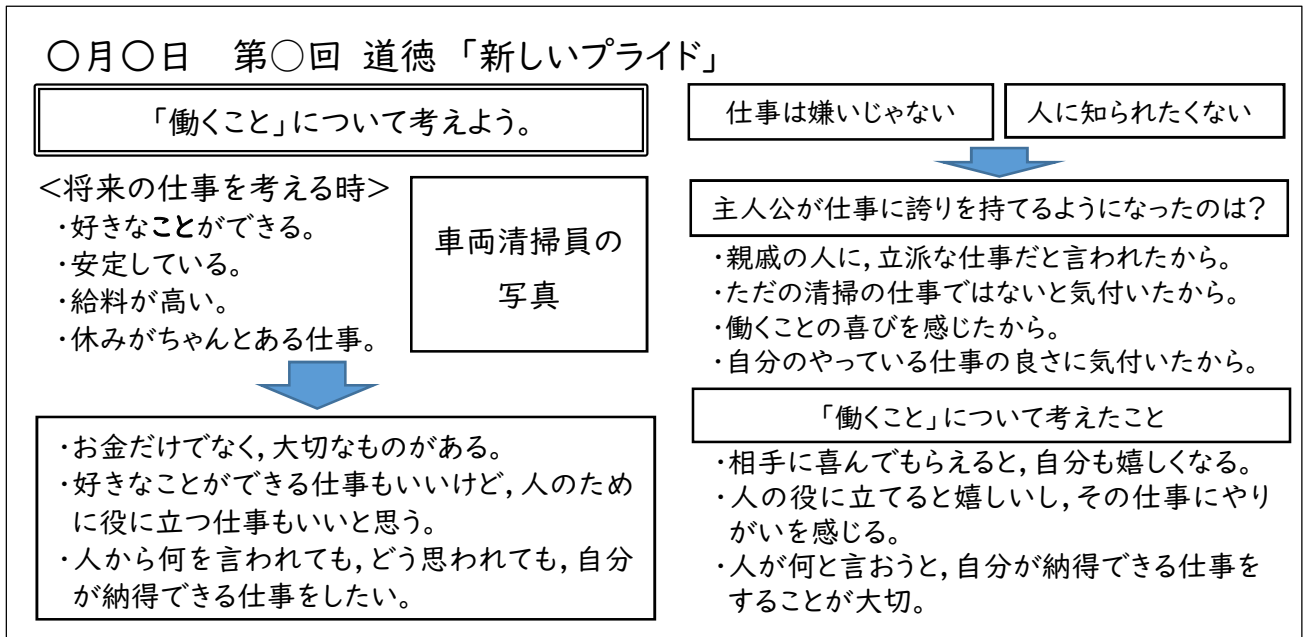 〇月〇日　第○回 道徳 「新しいプライド」
「働くこと」について考えよう。
＜将来の仕事を考える時＞
・好きなことができる。
・安定している。
・給料が高い。
・休みがちゃんとある仕事。
車両清掃員の
写真
・お金だけでなく，大切なものがある。
・好きなことができる仕事もいいけど，人のため
に役に立つ仕事もいいと思う。
・人から何を言われても，どう思われても，自分
が納得できる仕事をしたい。
仕事は嫌いじゃない
人に知られたくない
主人公が仕事に誇りを持てるようになったのは？
・親戚の人に，立派な仕事だと言われたから。
・ただの清掃の仕事ではないと気付いたから。
・働くことの喜びを感じたから。
・自分のやっている仕事の良さに気付いたから。
「働くこと」について考えたこと
・相手に喜んでもらえると，自分も嬉しくなる。
・人の役に立てると嬉しいし，その仕事にやり
がいを感じる。
・人が何と言おうと，自分が納得できる仕事を
することが大切。